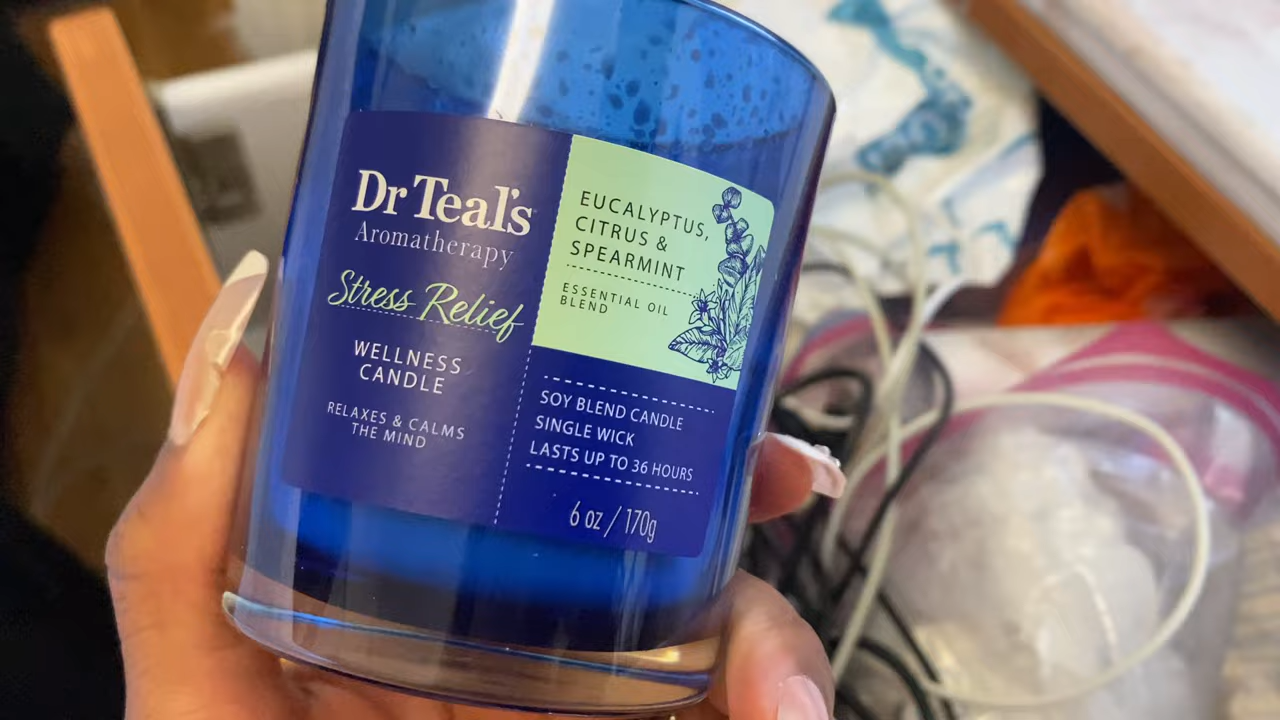 Dr Teal's
Aromatherapy
Stress Relief
WELLNESS
CANDLE
RELAXES & CALMS
THE MIND
EUCALYPTUS,
CITRUS &
SPEARMINT
ESSENTIAL OIL
BLEND
SOY BLEND CANDLE
SINGLE WICK
LASTS UP TO 36 HOURS
6 oz / 170g